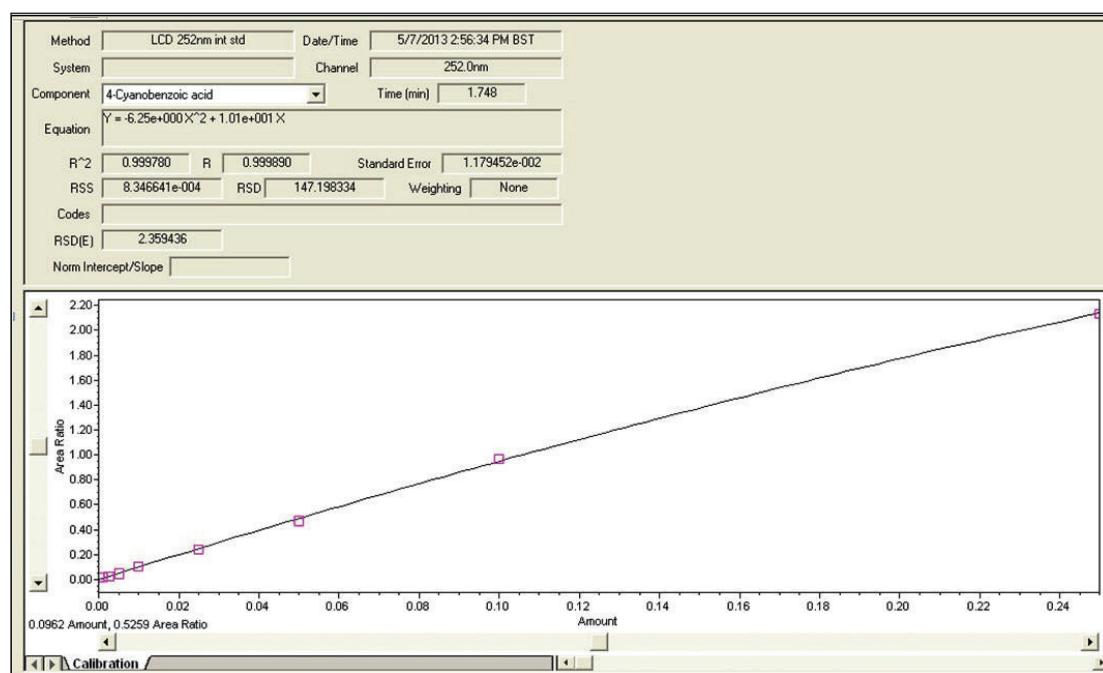 Method LCD 252nm int std Date/Time 5/7/2013 2:56:34 PM BST
System Channel 252.0nm
Component 4-Cyanobenzoic acid Time (min) 1.748
Equation Y = -6.25e+000 X^2 + 1.01e+001 X
R^2 0.999780 R 0.999890 Standard Error 1.179452e-002
RSS 8.346641e-004 RSD 147.198334 Weighting None
Codes
RSD(E) 2.359436
Norm Intercept/Slope
2.20
2.00
1.80
1.60
1.40
1.20
1.00
0.80
0.60
0.40
0.20
0.00
Area Ratio
0.00 0.02 0.04 0.06 0.08 0.10 0.12 0.14 0.16 0.18 0.20 0.22 0.24
Amount
0.0962 Amount, 0.5259 Area Ratio
Calibration